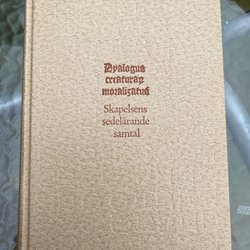 Dyalogus
creaturarum
moralizatus
Skapelsens
sedelärande
samtal